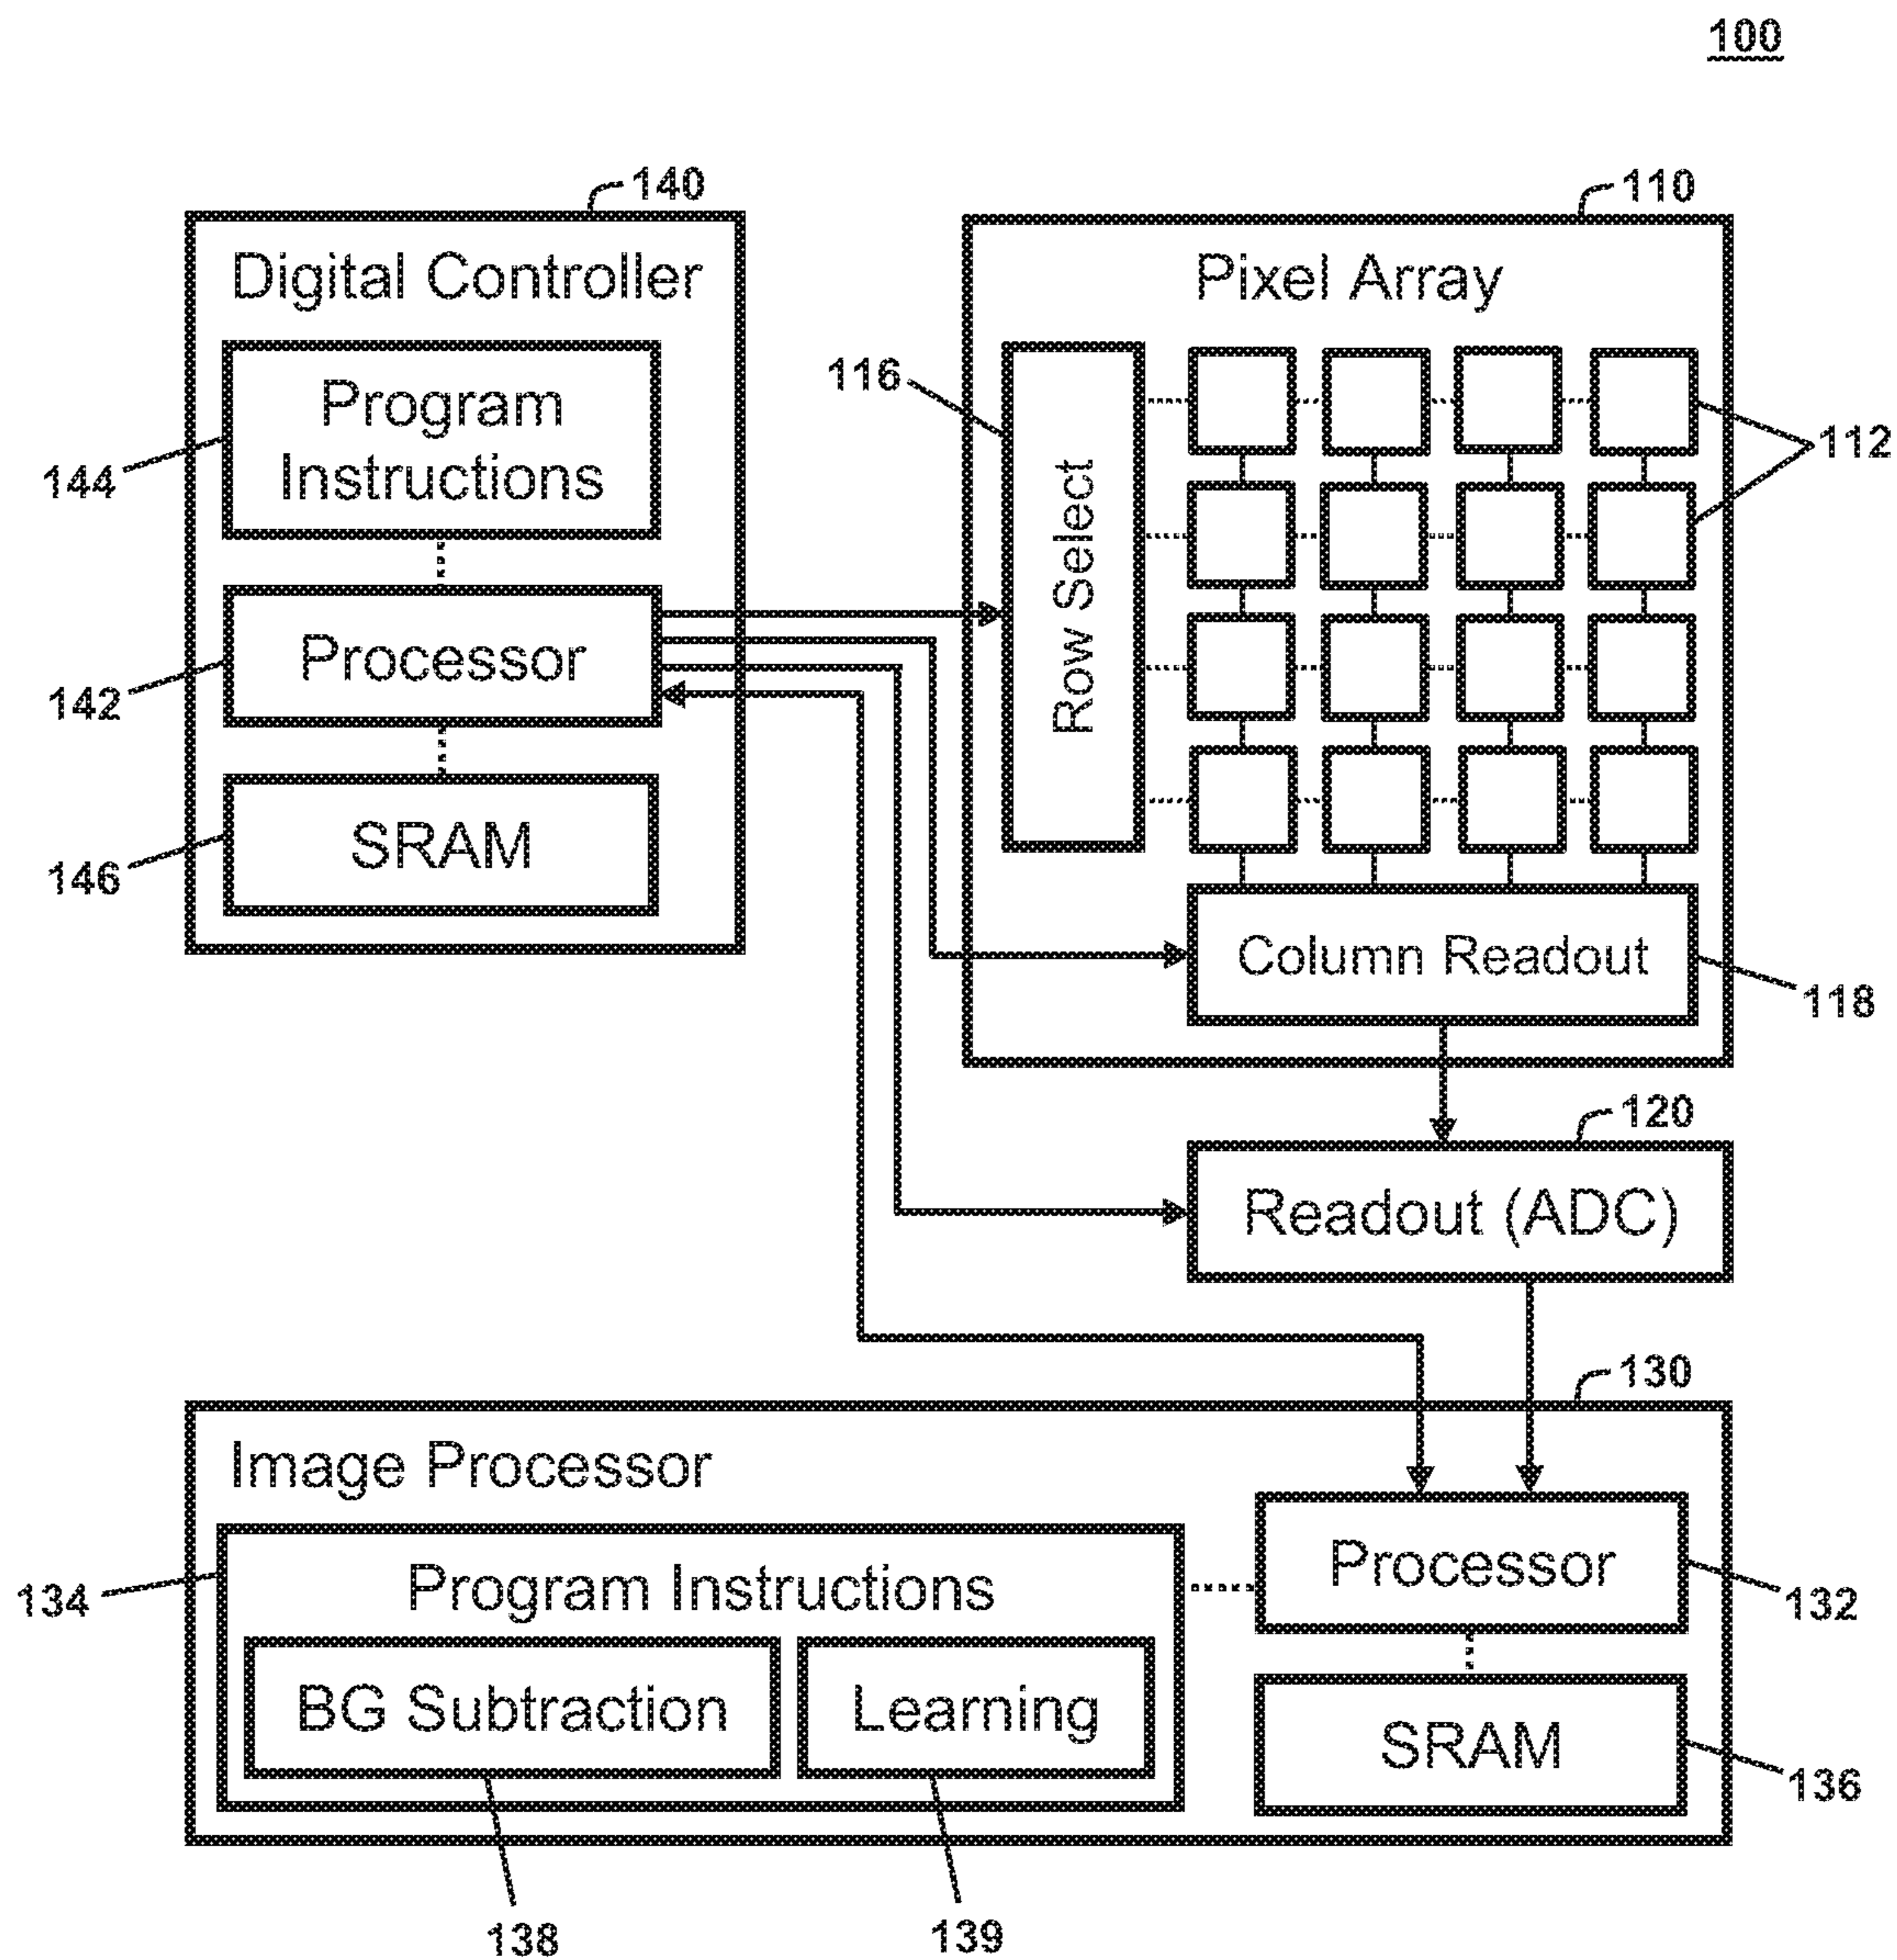 100
140
110
Digital Controller
Pixel Array
116
Program
Instructions
112
144
Row Select
Processor
142
SRAM
146
Column Readout
118
120
Readout (ADC)
130
Image Processor
Processor
134
Program Instructions
132
BG Subtraction
Learning
SRAM
136
138
139